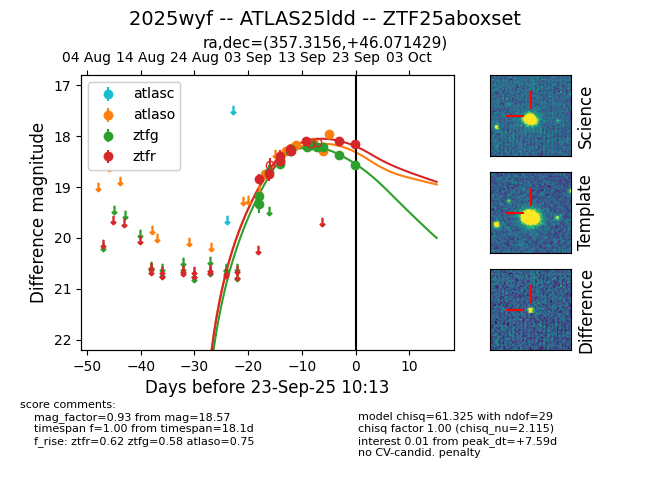 2025wyf -- ATLAS25ldd -- ZTF25aboxset
ra,dec=(357.3156,+46.071429)
04 Aug 14 Aug 24 Aug 03 Sep 13 Sep 23 Sep 03 Oct
17
18
19
20
21
22
Difference magnitude
atlasc
atlaso
ztfg
ztfr
−50 −40 −30 −20 −10 0 10
Days before 23-Sep-25 10:13
Science
Template
Difference
score comments:
mag_factor=0.93 from mag=18.57
timespan f=1.00 from timespan=18.1d
f_rise: ztfr=0.62 ztfg=0.58 atlaso=0.75
model chisq=61.325 with ndof=29
chisq factor 1.00 (chisq_nu=2.115)
interest 0.01 from peak_dt=+7.59d
no CV-candid. penalty